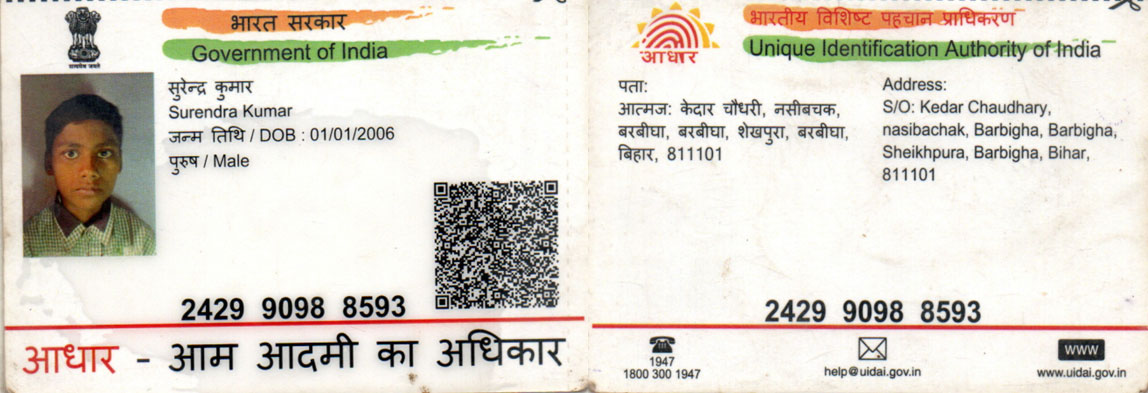 भारत सरकार
Government of India
सत्यमेव जयते
सुरेन्द्र कुमार
Surendra Kumar
जन्म तिथि / DOB : 01/01/2006
पुरुष / Male
2429 9098 8593
आधार - आम आदमी का अधिकार
भारतीय विशिष्ट पहचान प्राधिकरण
Unique Identification Authority of India
आधार
पता:
आत्मज: केदार चौधरी, नसीबचक,
बरबीघा, बरबीघा, शेखपुरा, बरबीघा,
बिहार, 811101
Address:
S/O: Kedar Chaudhary,
nasibachak, Barbigha, Barbigha,
Sheikhpura, Barbigha, Bihar,
811101
2429 9098 8593
1947
1800 300 1947
help@uidai.gov.in
WWW
www.uidai.gov.in